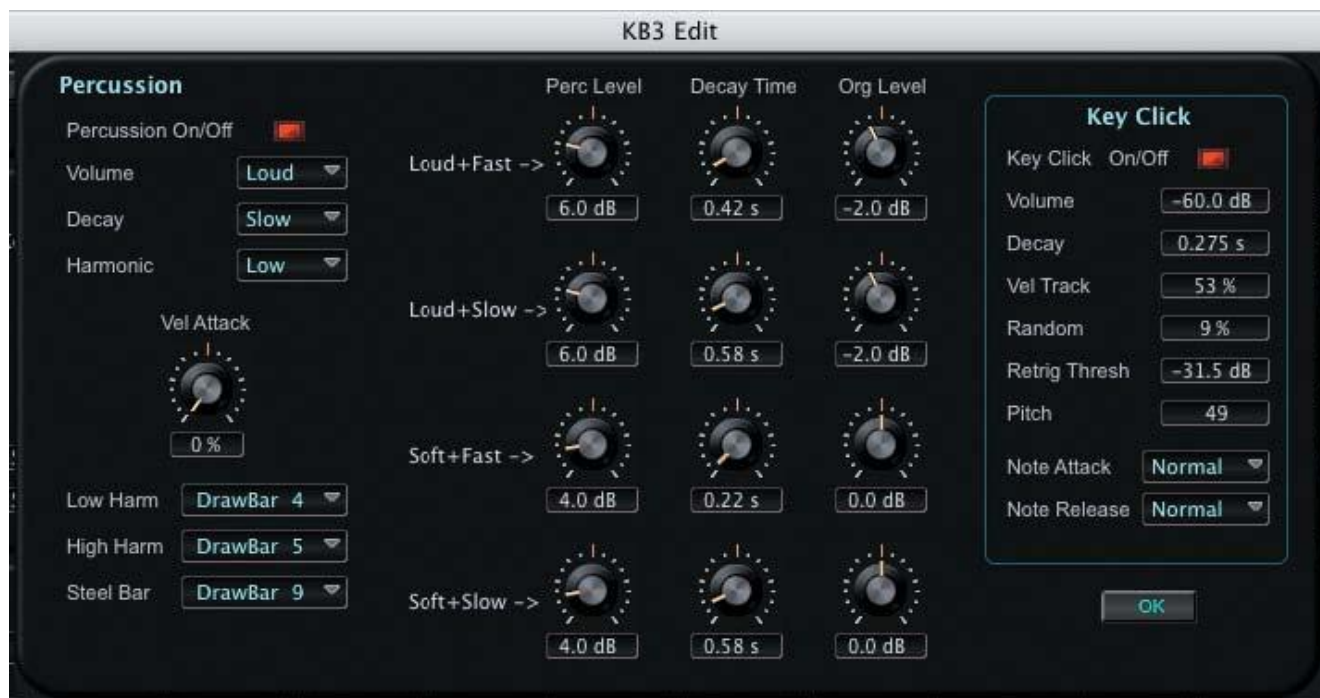 KB3 Edit
Percussion
Percussion On/Off
Volume Loud
Decay Slow
Harmonic Low
Vel Attack
0 %
Low Harm DrawBar 4
High Harm DrawBar 5
Steel Bar DrawBar 9
Perc Level Decay Time Org Level
Loud+Fast ->
6.0 dB 0.42 s -2.0 dB
Loud+Slow ->
6.0 dB 0.58 s -2.0 dB
Soft+Fast ->
4.0 dB 0.22 s 0.0 dB
Soft+Slow ->
4.0 dB 0.58 s 0.0 dB
Key Click
Key Click On/Off
Volume -60.0 dB
Decay 0.275 s
Vel Track 53 %
Random 9 %
Retrig Thresh -31.5 dB
Pitch 49
Note Attack Normal
Note Release Normal
OK